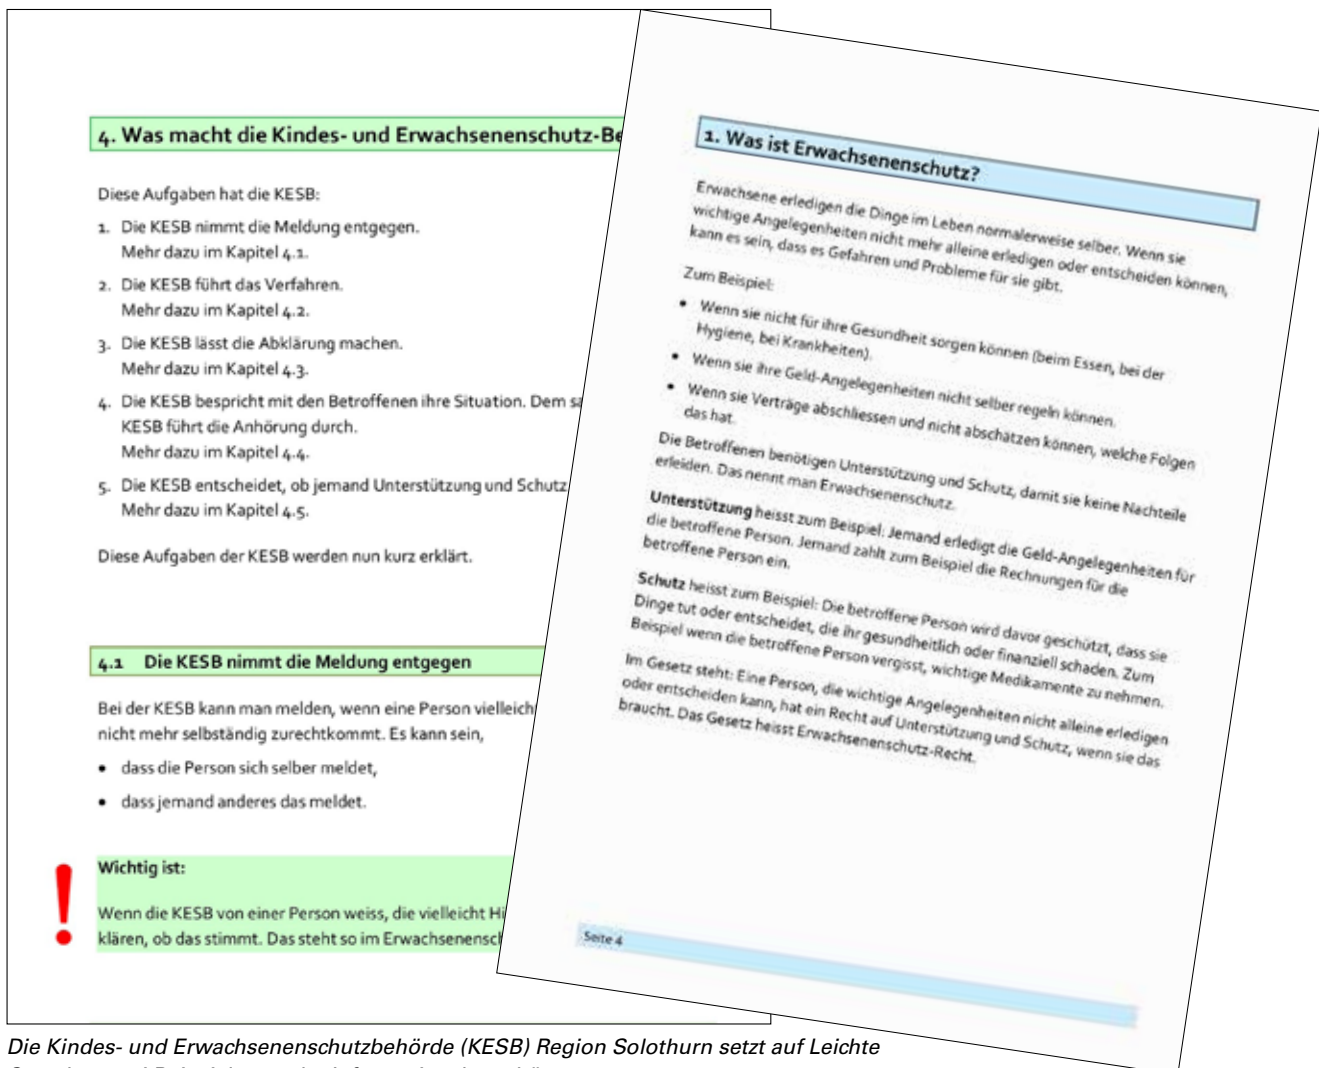 4. Was macht die Kindes- und Erwachsenenschutz-Be
Diese Aufgaben hat die KESB:
1. Die KESB nimmt die Meldung entgegen.
Mehr dazu im Kapitel 4.1.
2. Die KESB führt das Verfahren.
Mehr dazu im Kapitel 4.2.
3. Die KESB lässt die Abklärung machen.
Mehr dazu im Kapitel 4.3.
4. Die KESB bespricht mit den Betroffenen ihre Situation. Dem sa
KESB führt die Anhörung durch.
Mehr dazu im Kapitel 4.4.
5. Die KESB entscheidet, ob jemand Unterstützung und Schutz
Mehr dazu im Kapitel 4.5.
Diese Aufgaben der KESB werden nun kurz erklärt.
4.1 Die KESB nimmt die Meldung entgegen
Bei der KESB kann man melden, wenn eine Person vielleich
nicht mehr selbständig zurechtkommt. Es kann sein,
• dass die Person sich selber meldet,
• dass jemand anderes das meldet.
Wichtig ist:
Wenn die KESB von einer Person weiss, die vielleicht Hi
klären, ob das stimmt. Das steht so im Erwachsenensch
1. Was ist Erwachsenenschutz?
Erwachsene erledigen die Dinge im Leben normalerweise selber. Wenn sie
wichtige Angelegenheiten nicht mehr alleine erledigen oder entscheiden können,
kann es sein, dass es Gefahren und Probleme für sie gibt.
Zum Beispiel:
• Wenn sie nicht für ihre Gesundheit sorgen können (beim Essen, bei der
Hygiene, bei Krankheiten).
• Wenn sie ihre Geld-Angelegenheiten nicht selber regeln können.
• Wenn sie Verträge abschliessen und nicht abschätzen können, welche Folgen
das hat.
Die Betroffenen benötigen Unterstützung und Schutz, damit sie keine Nachteile
erleiden. Das nennt man Erwachsenenschutz.
Unterstützung heisst zum Beispiel: Jemand erledigt die Geld-Angelegenheiten für
die betroffene Person. Jemand zahlt zum Beispiel die Rechnungen für die
betroffene Person ein.
Schutz heisst zum Beispiel: Die betroffene Person wird davor geschützt, dass sie
Dinge tut oder entscheidet, die ihr gesundheitlich oder finanziell schaden. Zum
Beispiel wenn die betroffene Person vergisst, wichtige Medikamente zu nehmen.
Im Gesetz steht: Eine Person, die wichtige Angelegenheiten nicht alleine erledigen
oder entscheiden kann, hat ein Recht auf Unterstützung und Schutz, wenn sie das
braucht. Das Gesetz heisst Erwachsenenschutz-Recht.
Seite 4
Die Kindes- und Erwachsenenschutzbehörde (KESB) Region Solothurn setzt auf Leichte